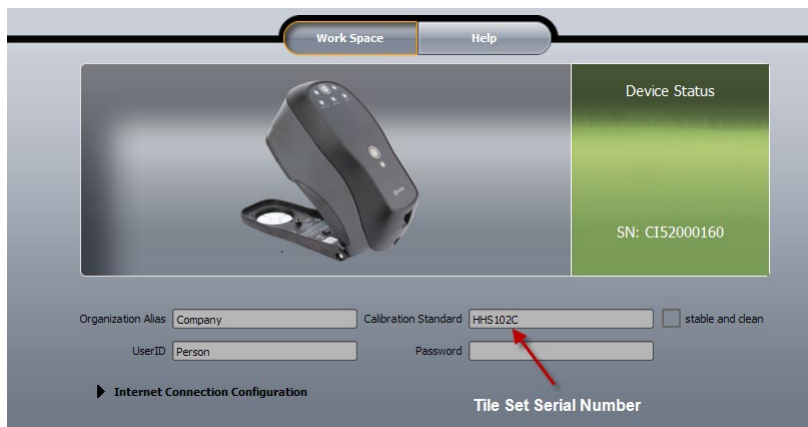 Work Space
Help
Device Status
SN: CI52000160
Organization Alias Company
Calibration Standard HHS102C
stable and clean
UserID Person
Password
Internet Connection Configuration
Tile Set Serial Number